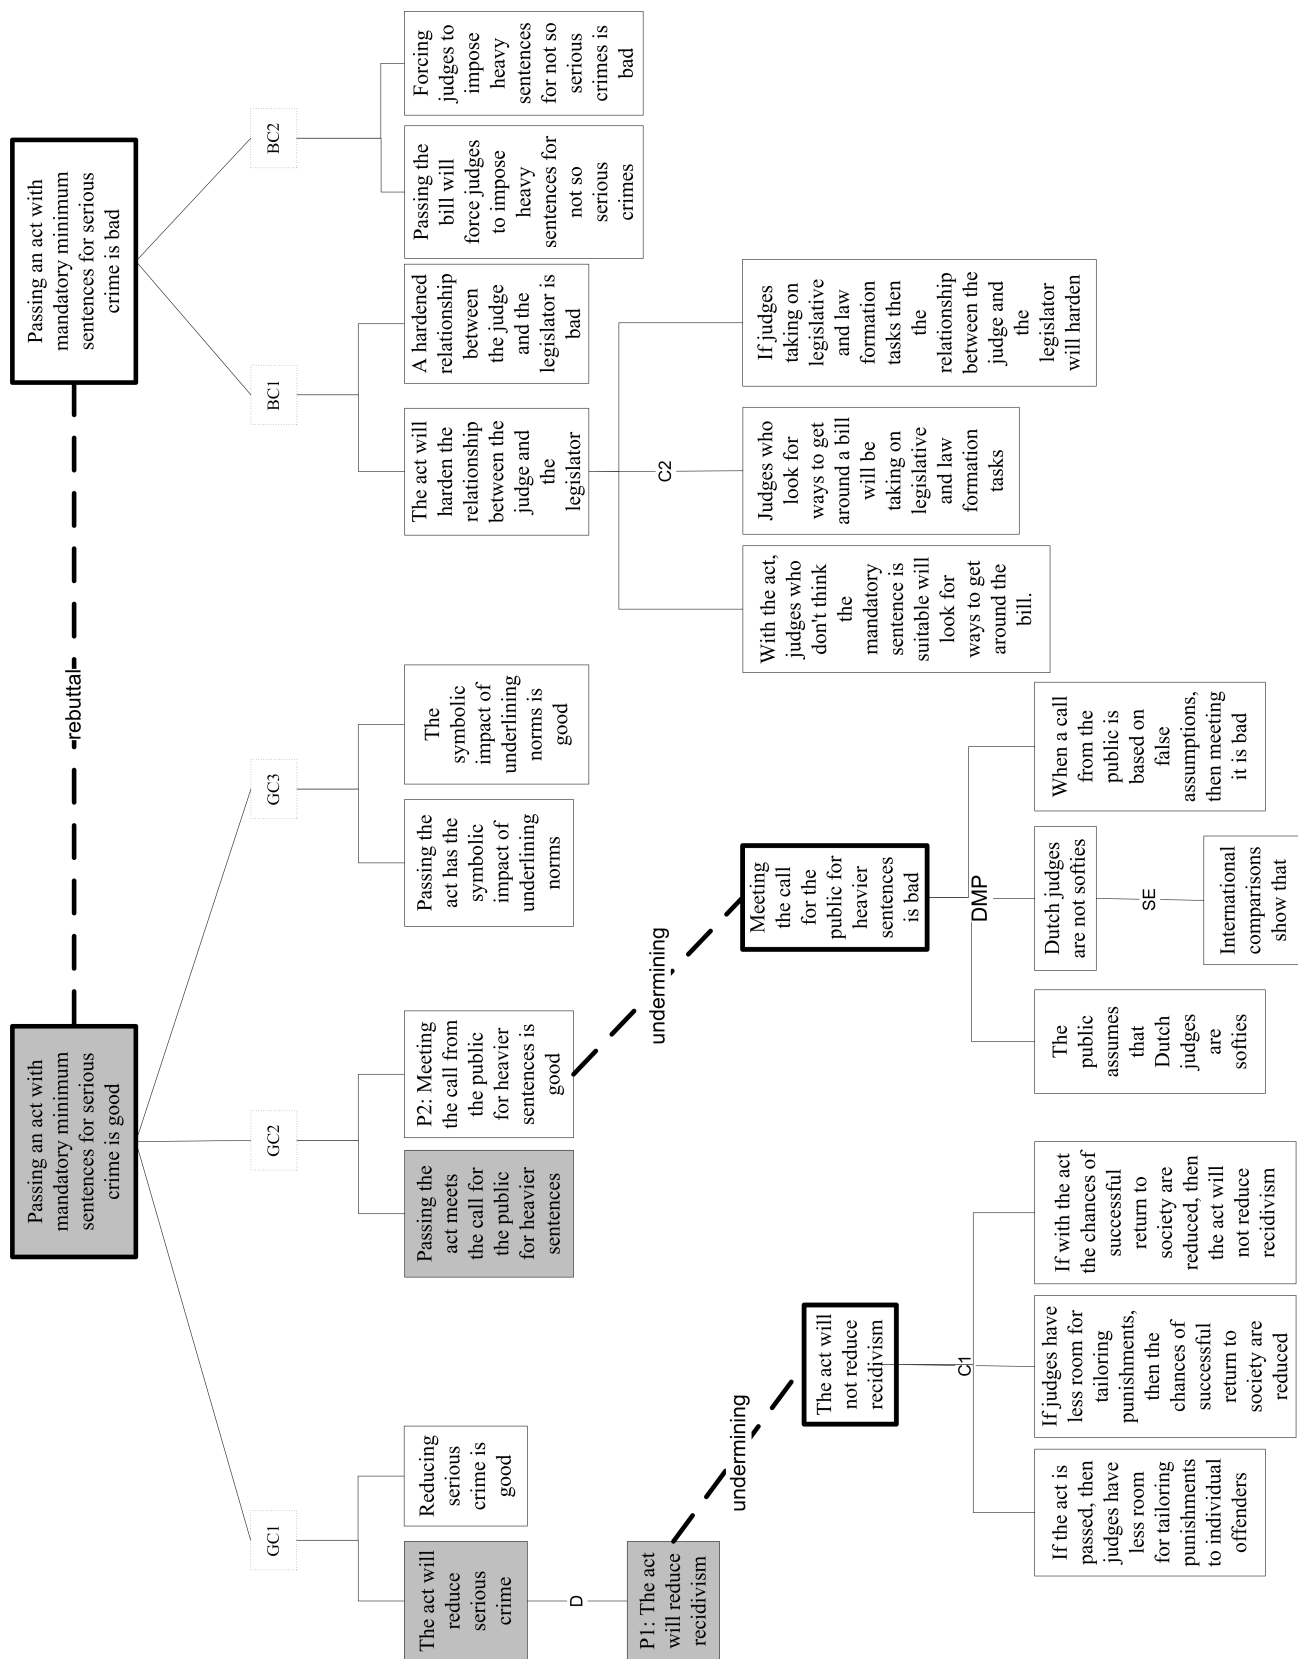 Passing an act with
mandatory minimum
sentences for serious
crime is good
rebuttal
Passing an act with
mandatory minimum
sentences for serious
crime is bad
GC1
GC2
GC3
BC1
BC2
The act will
reduce
serious
crime
Reducing
serious
crime is
good
Passing the
act meets
the call for
the public
for heavier
sentences
P2: Meeting
the call from
the public
for heavier
sentences is
good
Passing the
act has the
symbolic
impact of
underlining
norms
The
symbolic
impact of
underlining
norms is
good
The act will
harden the
relationship
between the
judge and
the
legislator
A hardened
relationship
between
the judge
and the
legislator is
bad
Passing the
bill will
force judges
to impose
heavy
sentences for
not so
serious
crimes
Forcing
judges to
impose
heavy
sentences
for not so
serious
crimes is
bad
D
P1: The act
will reduce
recidivism
undermining
The act will
not reduce
recidivism
C1
If the act is
passed, then
judges have
less room
for tailoring
punishments
to individual
offenders
If judges have
less room for
tailoring
punishments,
then the
chances of
successful
return to
society are
reduced
If with the act
the chances of
successful
return to
society are
reduced, then
the act will
not reduce
recidivism
undermining
Meeting
the call
for the
public for
heavier
sentences
is bad
DMP
The
public
assumes
that
Dutch
judges
are
softies
Dutch judges
are not softies
SE
International
comparisons
show that
When a call
from the
public is
based on
false
assumptions,
then meeting
it is bad
C2
With the act,
judges who
don't think
the
mandatory
sentence is
suitable will
look for
ways to get
around the
bill.
Judges who
look for
ways to get
around a bill
will be
taking on
legislative
and law
formation
tasks
If judges
taking on
legislative
and law
formation
tasks then
the
relationship
between the
judge and
the
legislator
will harden